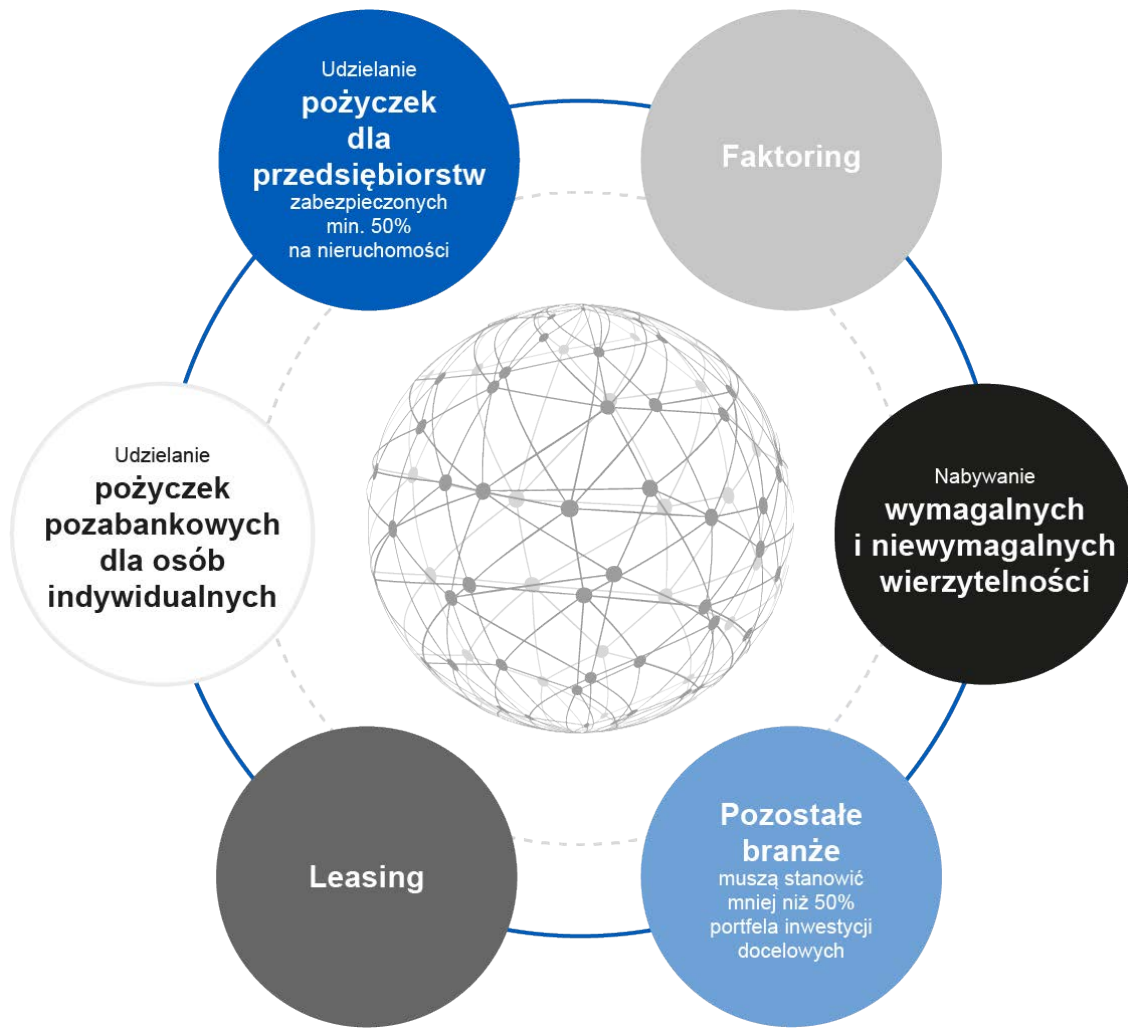 Udzielanie
pożyczek
dla
przedsiębiorstw
zabezpieczonych
min. 50%
na nieruchomości
Faktoring
Udzielanie
pożyczek
pozabankowych
dla osób
indywidualnych
Nabywanie
wymagalnych
i niewymagalnych
wierzytelności
Leasing
Pozostałe
branże
muszą stanowić
mniej niż 50%
portfela inwestycji
docelowych